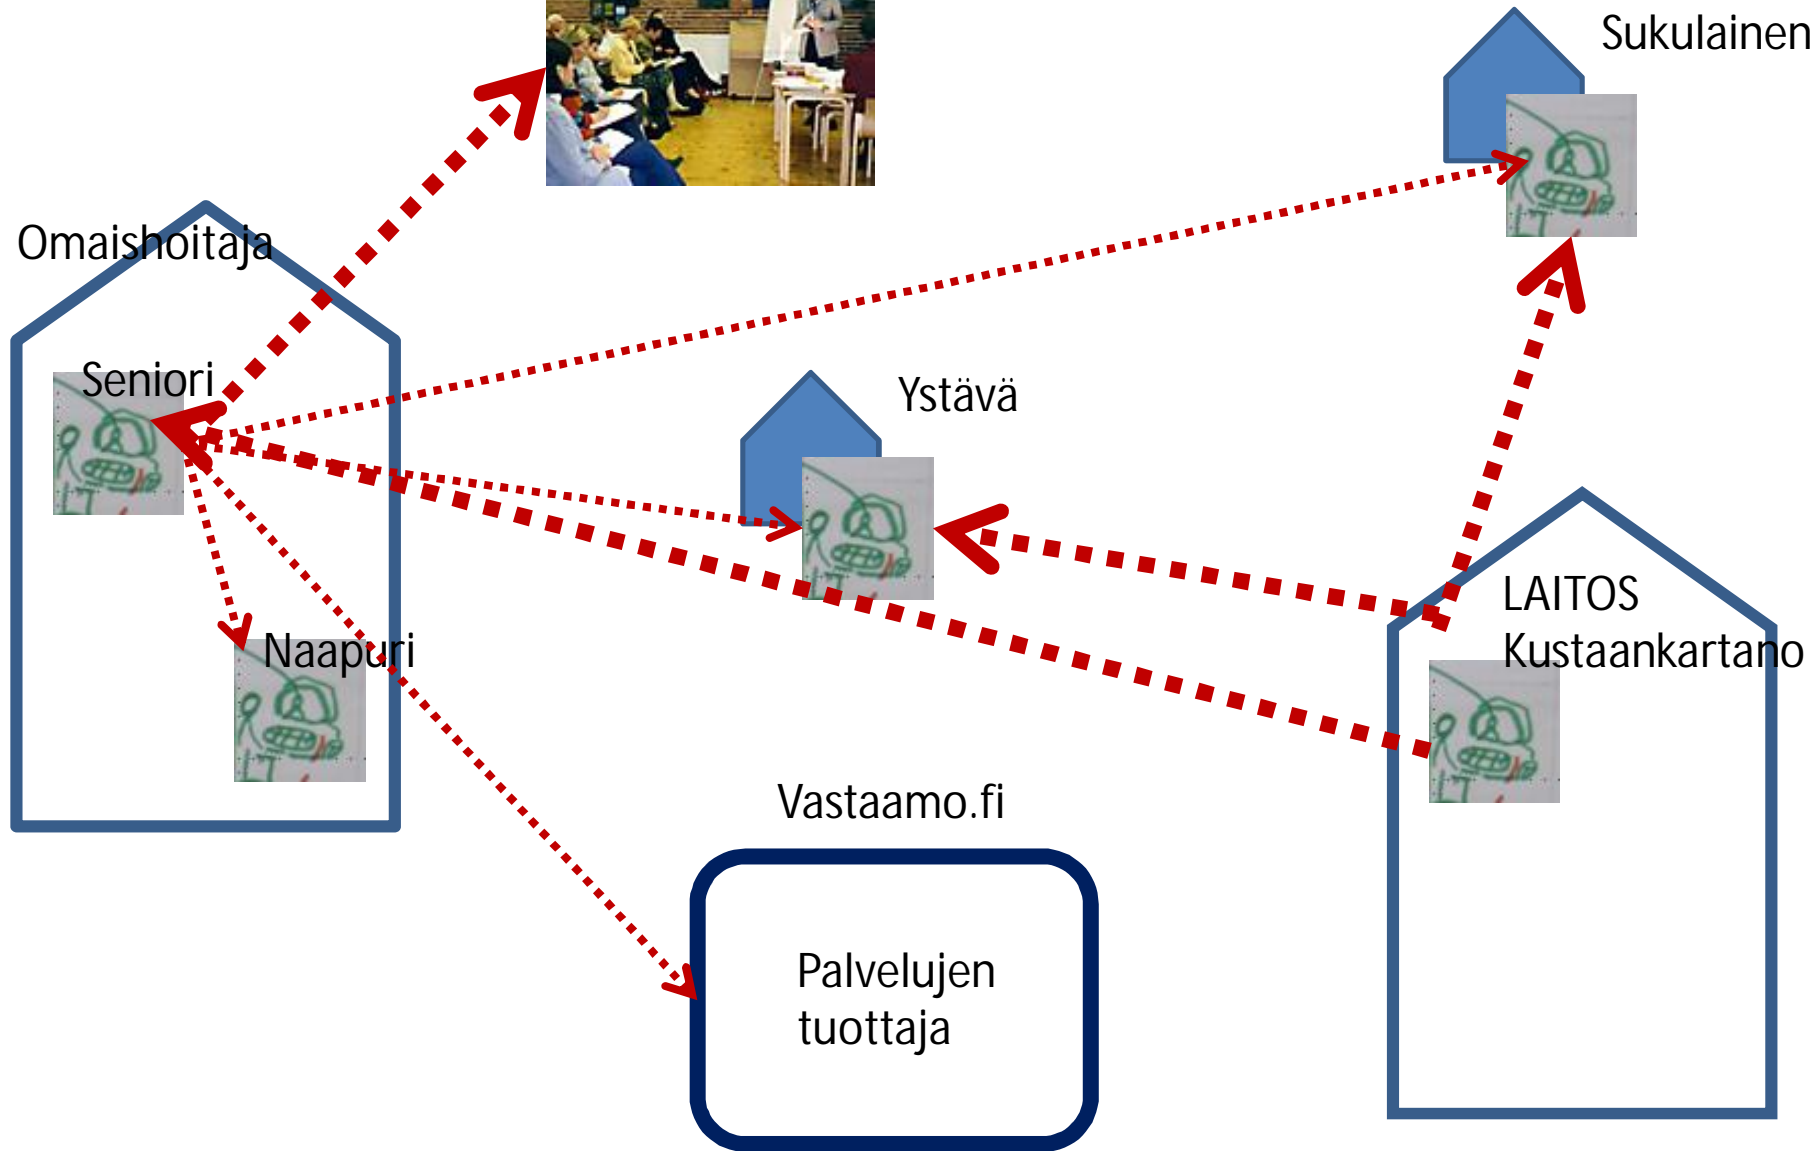 Sukulainen
Omaishoitaja
Seniori
Ystävä
Naapuri
LAITOS
Kustaankartano
Vastaamo.fi
Palvelujen
tuottaja